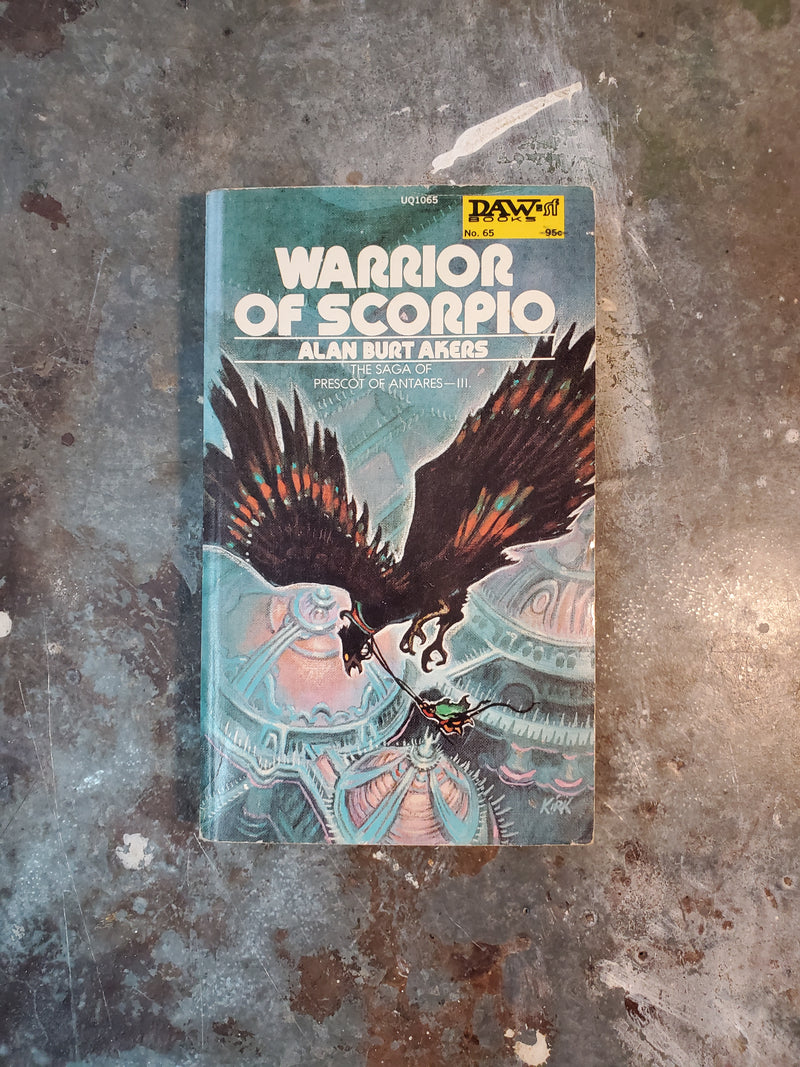 UQ1065
DAW=sf
BOOKS
No. 65 95c
WARRIOR
OF SCORPIO
ALAN BURT AKERS
THE SAGA OF
PRESCOT OF ANTARES—III.
KIRK